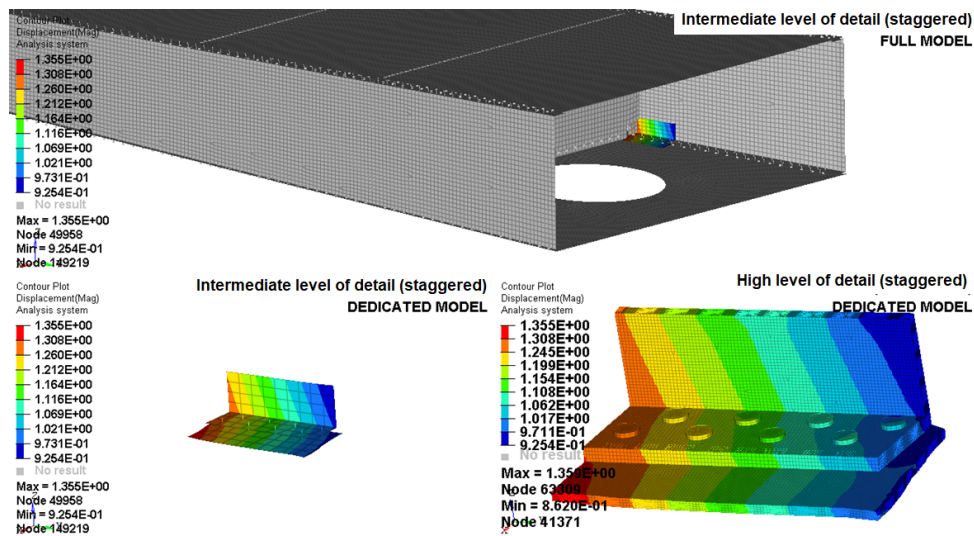 Intermediate level of detail (staggered)
FULL MODEL
Contour Plot
Displacement(Mag)
Analysis system
1.355E+00
1.308E+00
1.260E+00
1.212E+00
1.164E+00
1.116E+00
1.069E+00
1.021E+00
9.731E-01
9.254E-01
No result
Max = 1.355E+00
Node 49958
Min = 9.254E-01
Node 149219
Intermediate level of detail (staggered)
DEDICATED MODEL
Contour Plot
Displacement(Mag)
Analysis system
1.355E+00
1.308E+00
1.260E+00
1.212E+00
1.164E+00
1.116E+00
1.069E+00
1.021E+00
9.731E-01
9.254E-01
No result
Max = 1.355E+00
Node 49958
Min = 9.254E-01
Node 149219
High level of detail (staggered)
DEDICATED MODEL
Contour Plot
Displacement(Mag)
Analysis system
1.355E+00
1.308E+00
1.245E+00
1.199E+00
1.154E+00
1.108E+00
1.062E+00
1.017E+00
9.711E-01
9.254E-01
No result
Max = 1.359E+00
Node 63309
Min = 8.620E-01
Node 41371